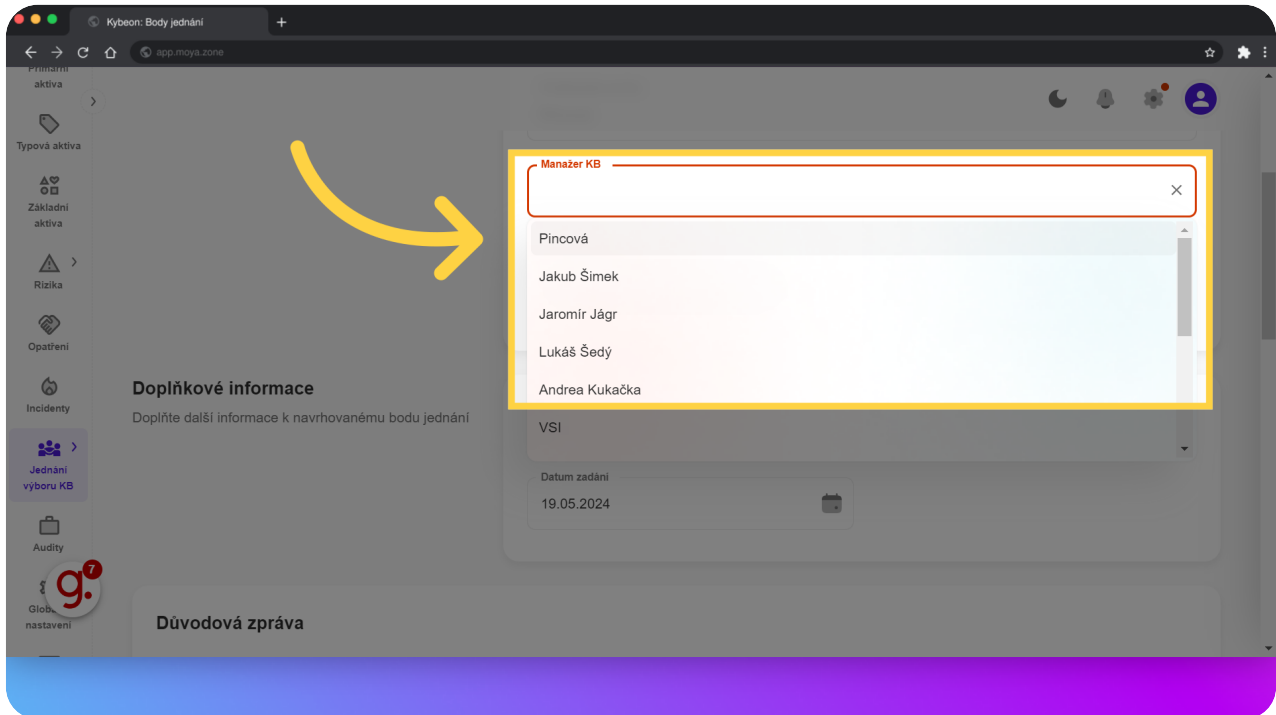 Kybeon: Body jednání
app.moya.zone
Primární
aktiva
Typová aktiva
Základní
aktiva
Rizika
Opatření
Incidenty
Jednání
výboru KB
Audity
g.
7
nastavení
Manažer KB
Pincová
Jakub Šimek
Jaromír Jágr
Lukáš Šedý
Andrea Kukačka
VSI
Doplňkové informace
Doplňte další informace k navrhovanému bodu jednání
Datum zadání
19.05.2024
Důvodová zpráva